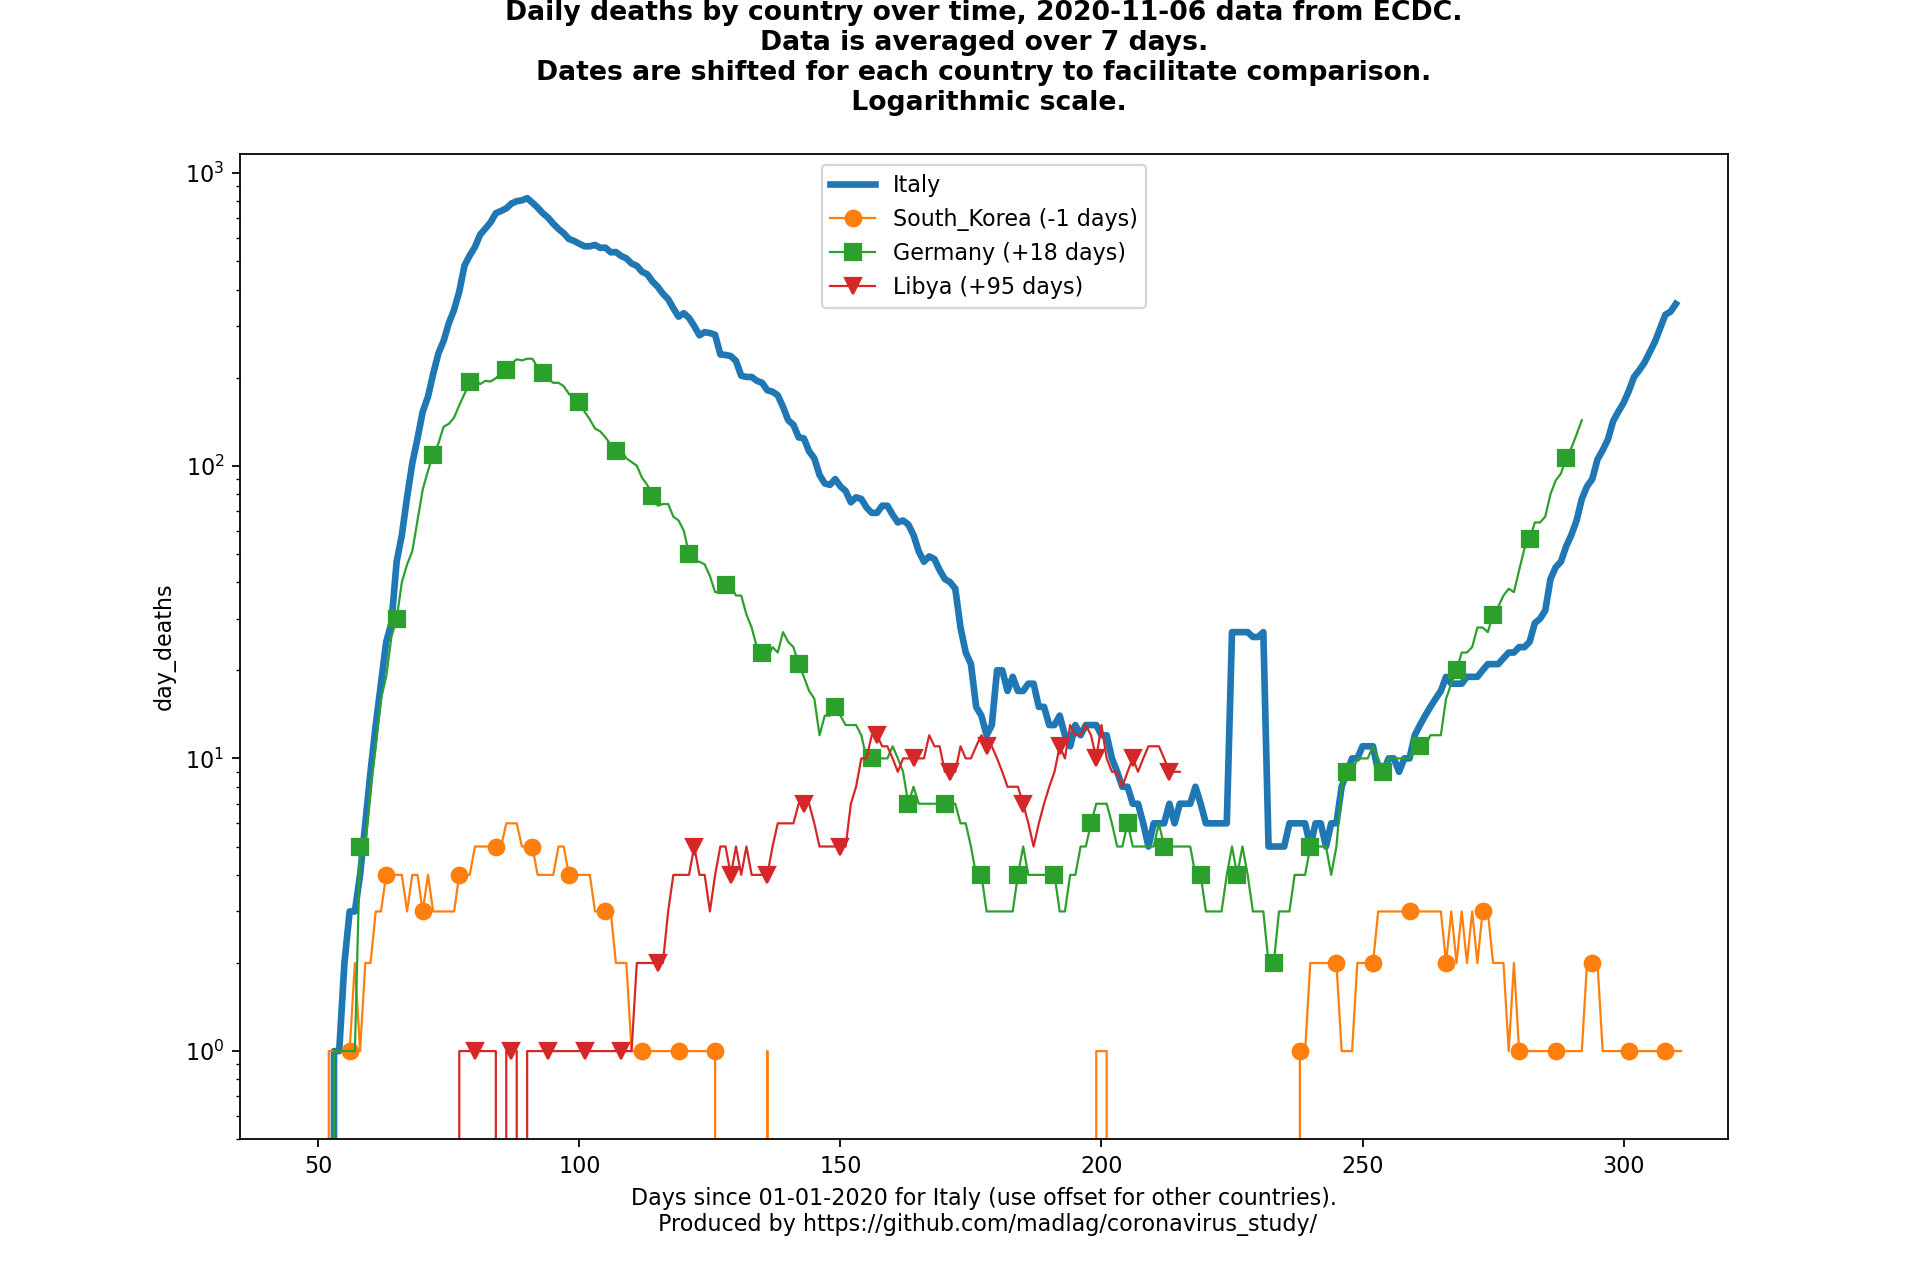 Daily deaths by country over time, 2020-11-06 data from ECDC.
Data is averaged over 7 days.
Dates are shifted for each country to facilitate comparison.
Logarithmic scale.
10³
Italy
South_Korea (-1 days)
Germany (+18 days)
Libya (+95 days)
10²
day_deaths
10¹
10⁰
50 100 150 200 250 300
Days since 01-01-2020 for Italy (use offset for other countries).
Produced by https://github.com/madlag/coronavirus_study/